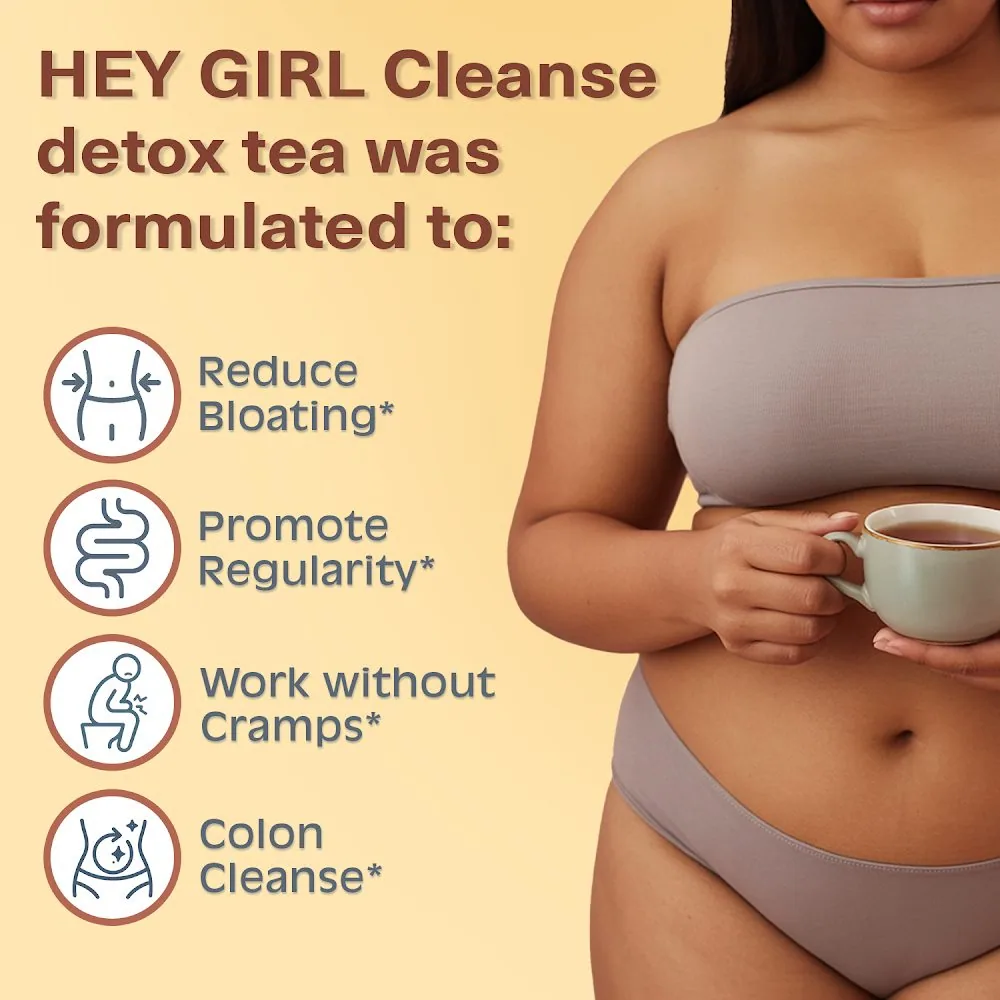 HEY GIRL Cleanse
detox tea was
formulated to:
Reduce
Bloating*
Promote
Regularity*
Work without
Cramps*
Colon
Cleanse*